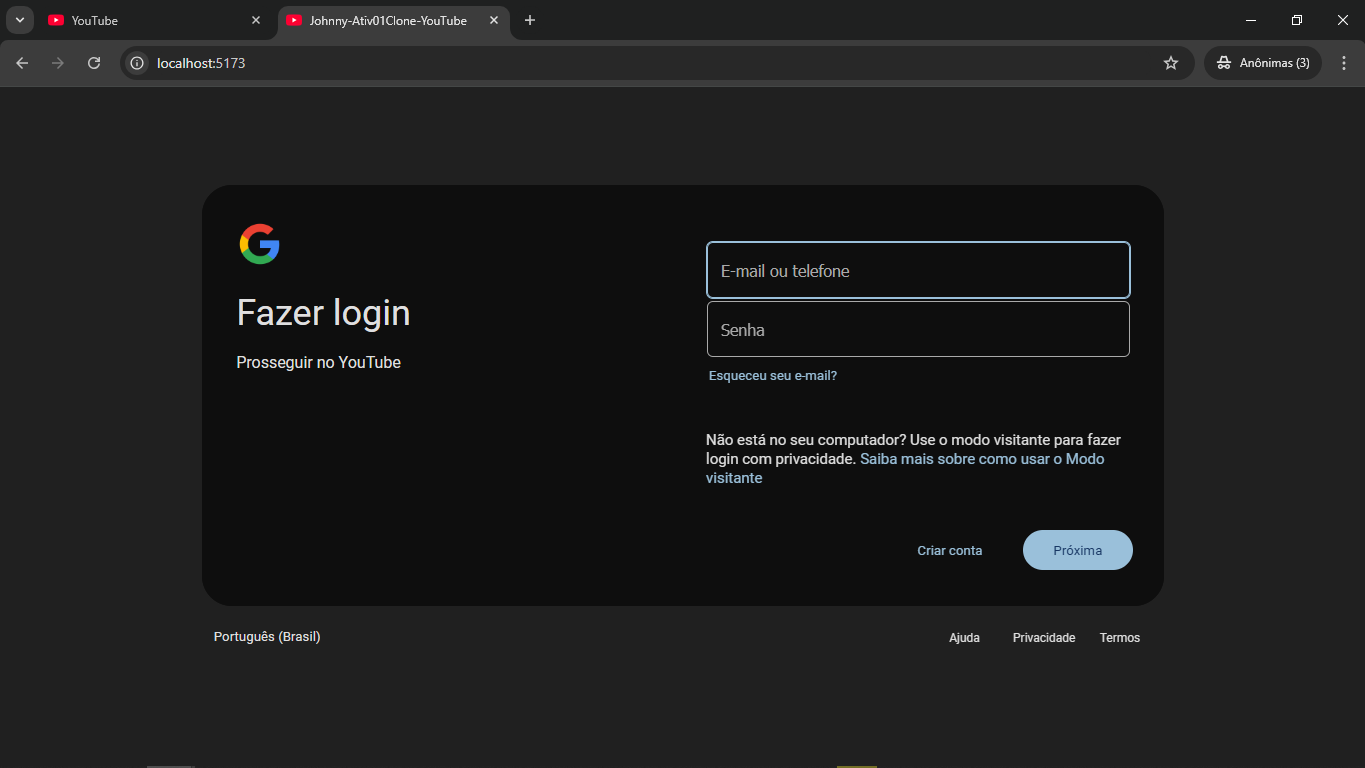 YouTube
Johnny-Ativ01Clone-YouTube
localhost:5173
Anônimas (3)
Fazer login
Prosseguir no YouTube
E-mail ou telefone
Senha
Esqueceu seu e-mail?
Não está no seu computador? Use o modo visitante para fazer
login com privacidade. Saiba mais sobre como usar o Modo
visitante
Criar conta
Próxima
Português (Brasil)
Ajuda
Privacidade
Termos